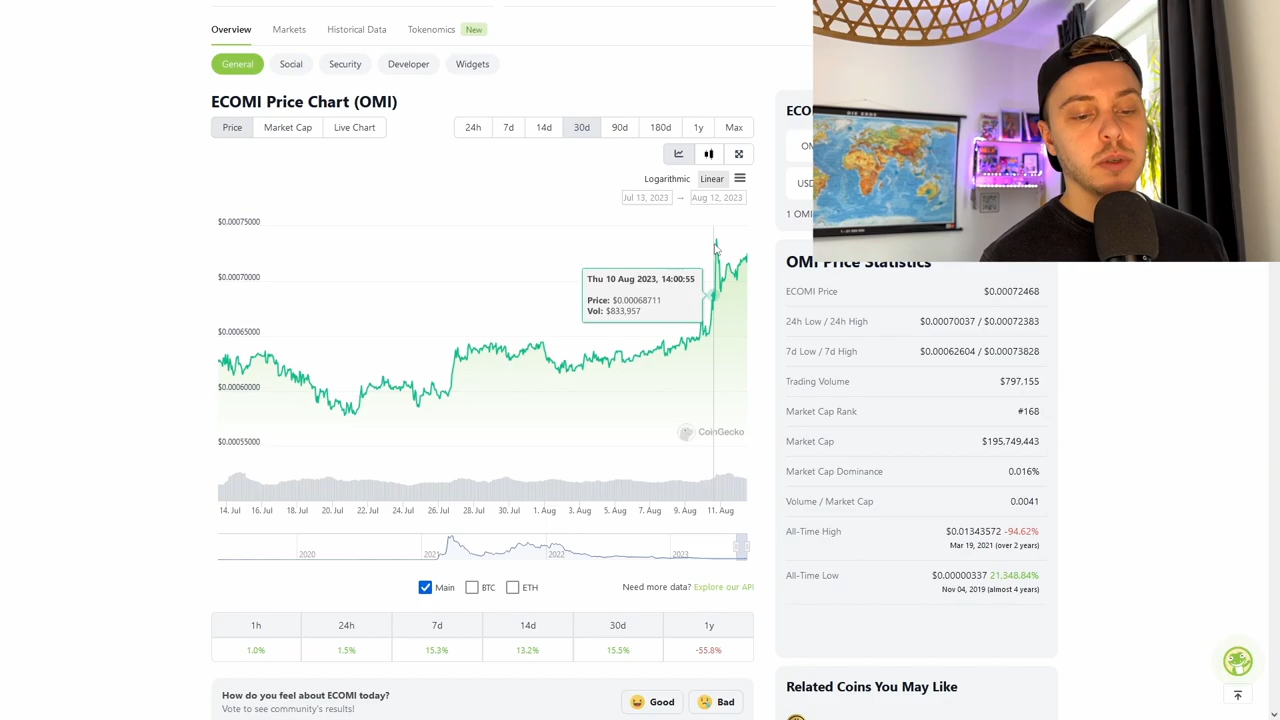 Overview Markets Historical Data Tokenomics New
General Social Security Developer Widgets
ECOMI Price Chart (OMI)
Price Market Cap Live Chart
24h 7d 14d 30d 90d 180d 1y Max
Logarithmic Linear
Jul 13, 2023 → Aug 12, 2023
$0.00075000
$0.00070000
$0.00065000
$0.00060000
$0.00055000
Thu 10 Aug 2023, 14:00:55
Price: $0.00068711
Vol: $833,957
CoinGecko
14. Jul 16. Jul 18. Jul 20. Jul 22. Jul 24. Jul 26. Jul 28. Jul 30. Jul 1. Aug 3. Aug 5. Aug 7. Aug 9. Aug 11. Aug
2020 2021 2022 2023
Main BTC ETH
Need more data? Explore our API
1h 24h 7d 14d 30d 1y
1.0% 1.5% 15.3% 13.2% 15.5% -55.8%
How do you feel about ECOMI today?
Vote to see community's results!
Good Bad
ECO
USD
1 OMI
DIE ERDE
OMI Price Statistics
ECOMI Price $0.00072468
24h Low / 24h High $0.00070037 / $0.00072383
7d Low / 7d High $0.00062604 / $0.00073828
Trading Volume $797,155
Market Cap Rank #168
Market Cap $195,749,443
Market Cap Dominance 0.016%
Volume / Market Cap 0.0041
All-Time High $0.01343572 -94.62%
Mar 19, 2021 (over 2 years)
All-Time Low $0.00000337 21,348.84%
Nov 04, 2019 (almost 4 years)
Related Coins You May Like